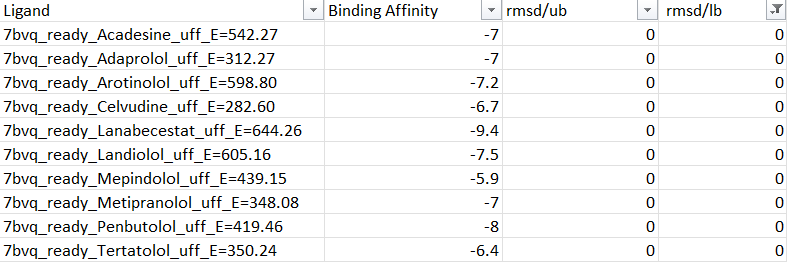 Ligand Binding Affinity rmsd/ub rmsd/lb
7bvq_ready_Acadesine_uff_E=542.27 -7 0 0
7bvq_ready_Adaprolol_uff_E=312.27 -7 0 0
7bvq_ready_Arotinolol_uff_E=598.80 -7.2 0 0
7bvq_ready_Celvudine_uff_E=282.60 -6.7 0 0
7bvq_ready_Lanabecestat_uff_E=644.26 -9.4 0 0
7bvq_ready_Landiolol_uff_E=605.16 -7.5 0 0
7bvq_ready_Mepindolol_uff_E=439.15 -5.9 0 0
7bvq_ready_Metipranolol_uff_E=348.08 -7 0 0
7bvq_ready_Penbutolol_uff_E=419.46 -8 0 0
7bvq_ready_Tertatolol_uff_E=350.24 -6.4 0 0